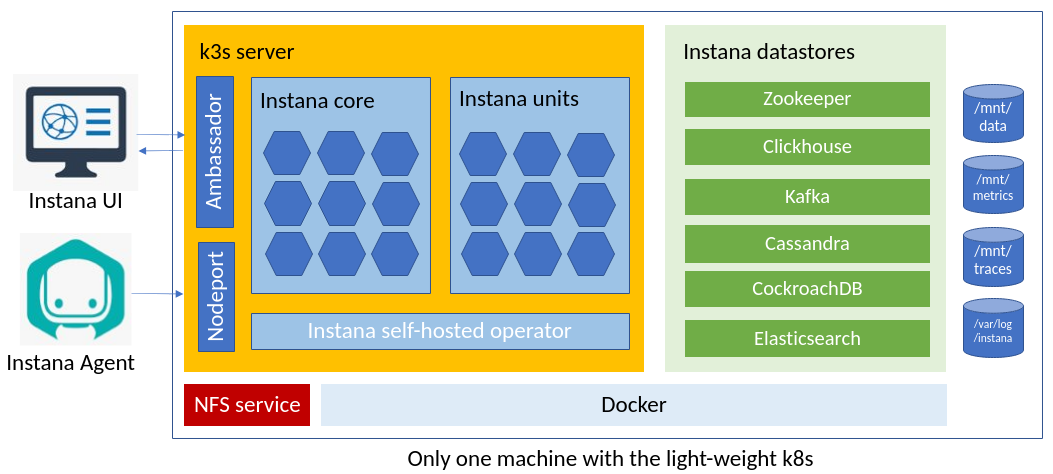 k3s server
Instana datastores
Ambassador
Instana core
Instana units
Zookeeper
/mnt/
data
Clickhouse
/mnt/
metrics
Instana UI
Kafka
Nodeport
Cassandra
/mnt/
traces
CockroachDB
Instana self-hosted operator
Elasticsearch
/var/log
/instana
Instana Agent
NFS service
Docker
Only one machine with the light-weight k8s